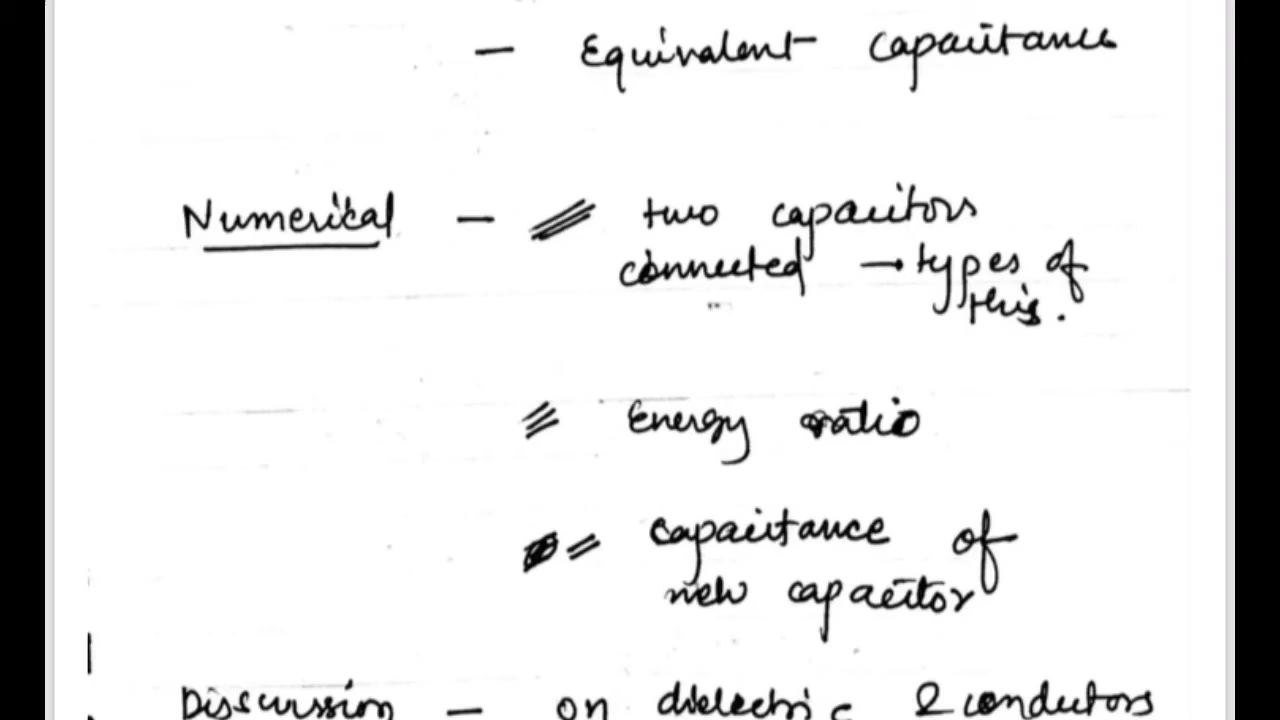 — Equivalent capacitance
Numerical — two capacitors
connected → types of
this.
Energy ratio
capacitance of
new capacitor
Discussion — on dielectric & conductors